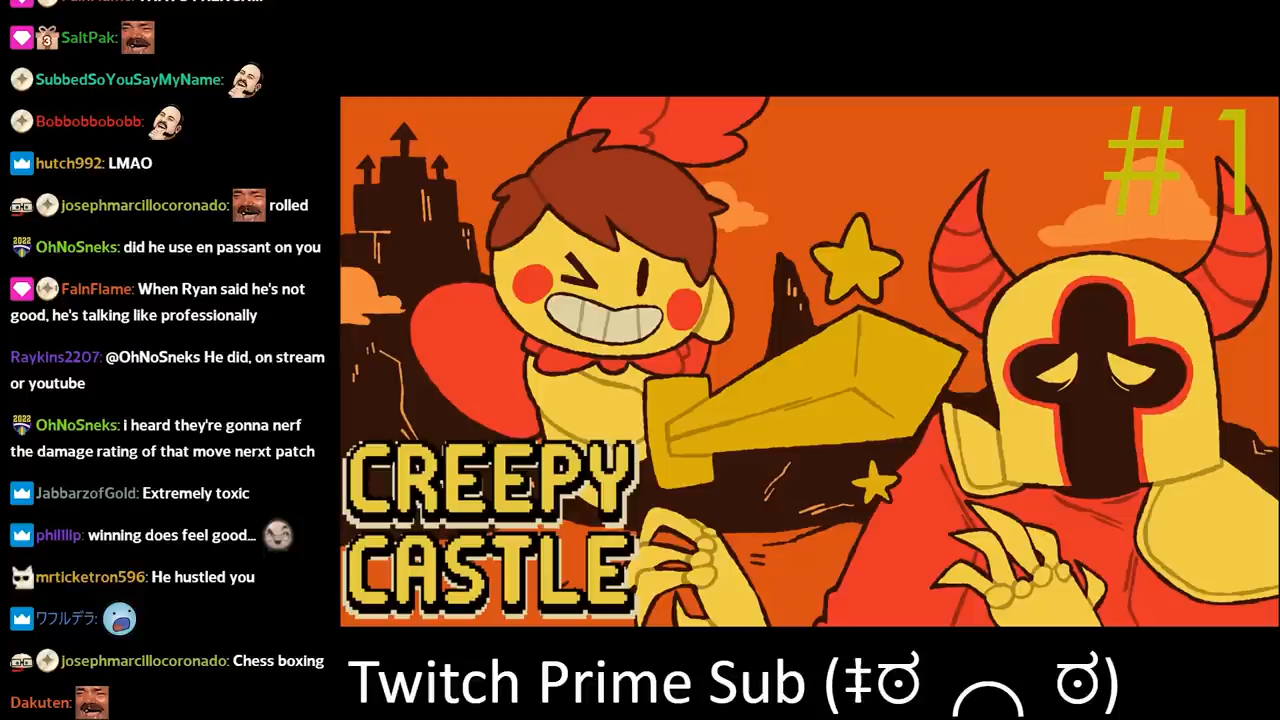 SaltPak:
SubbedSoYouSayMyName:
Bobbobbobobb:
hutch992: LMAO
josephmarcillocoronado: rolled
OhNoSneks: did he use en passant on you
FalnFlame: When Ryan said he's not
good, he's talking like professionally
Raykins2207: @OhNoSneks He did, on stream
or youtube
OhNoSneks: i heard they're gonna nerf
the damage rating of that move nerxt patch
JabbarzofGold: Extremely toxic
phillllip: winning does feel good...
mrticketron596: He hustled you
ワフルデラ:
josephmarcillocoronado: Chess boxing
Dakuten:
#1
CREEPY
CASTLE
Twitch Prime Sub (‡ಠ ⁔ ಠ)